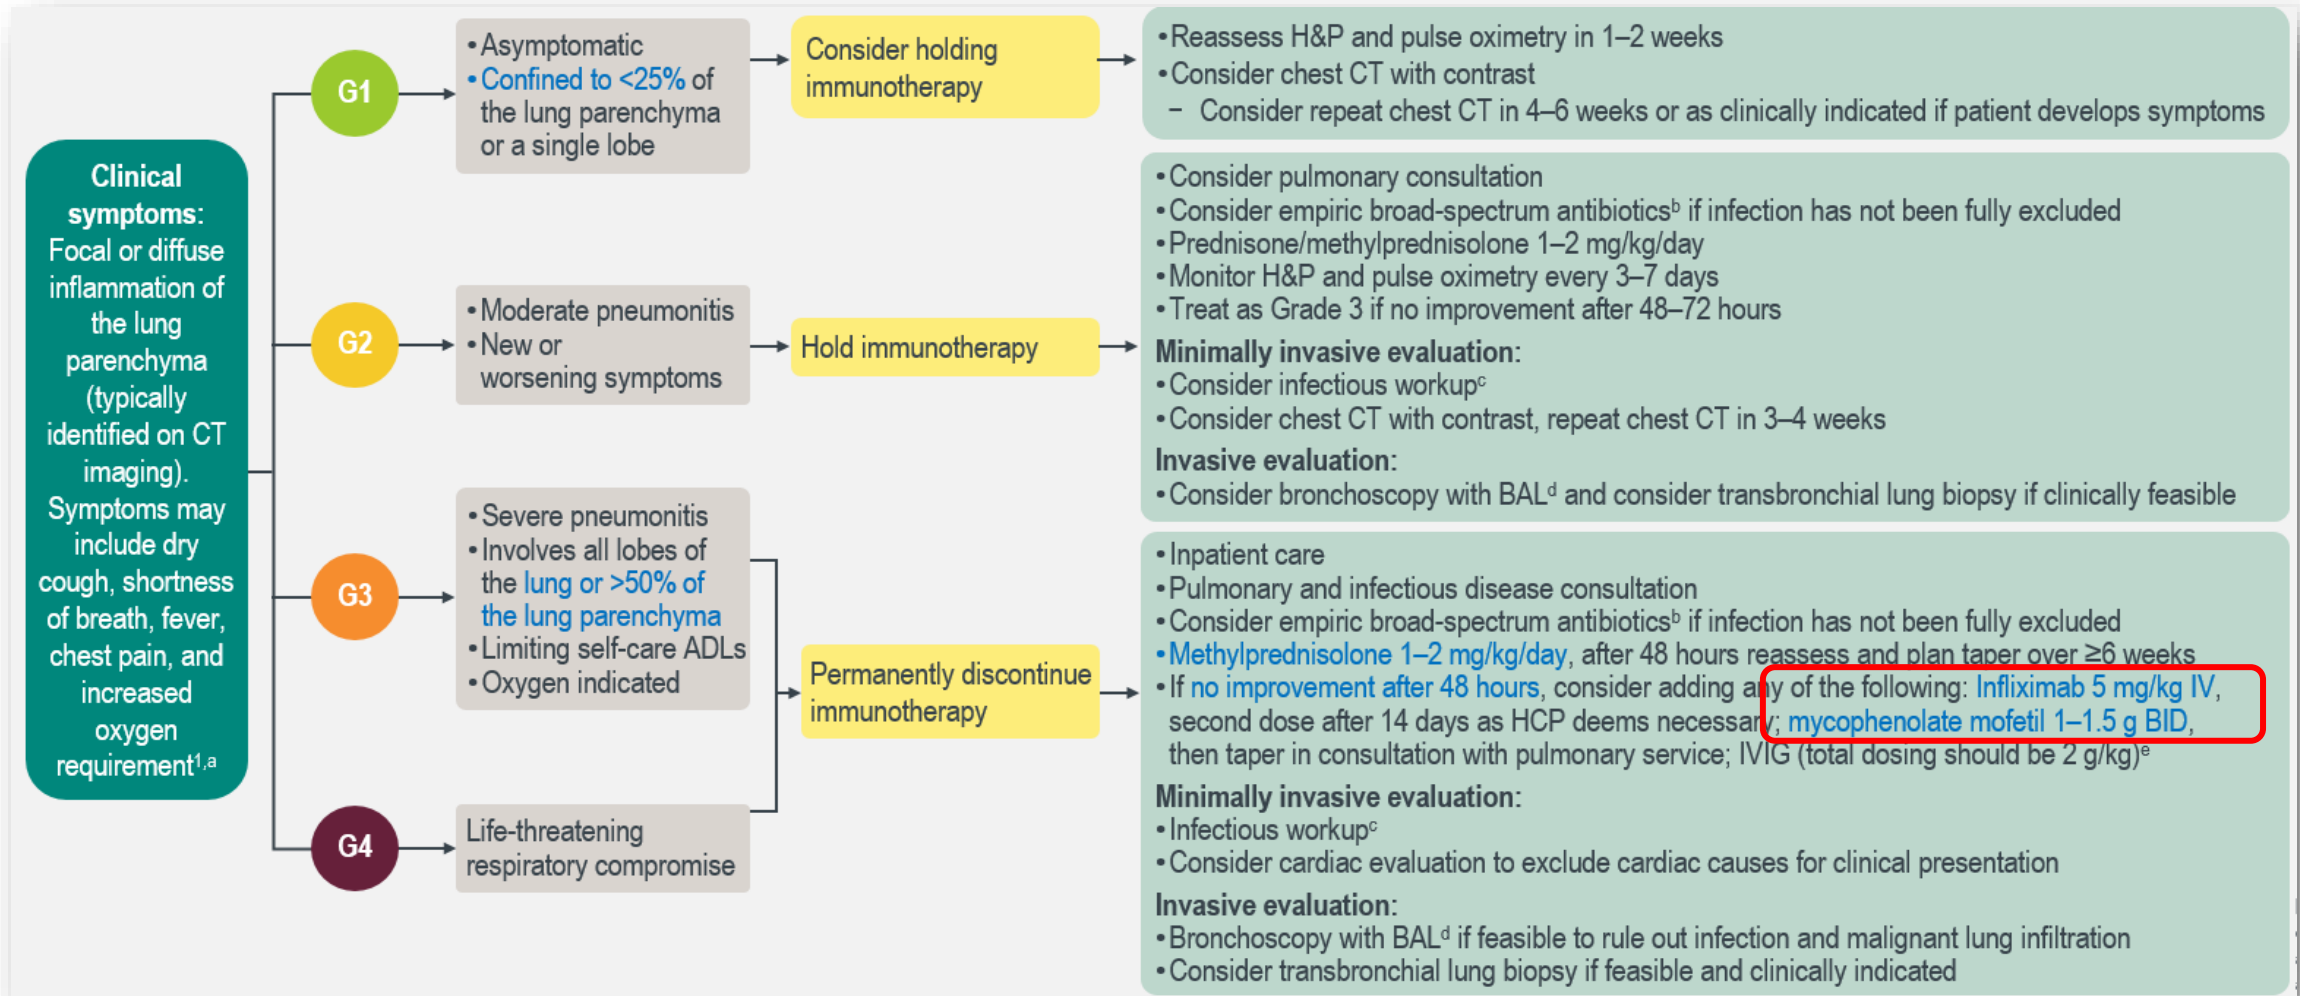 Clinical
symptoms:
Focal or diffuse
inflammation of
the lung
parenchyma
(typically
identified on CT
imaging).
Symptoms may
include dry
cough, shortness
of breath, fever,
chest pain, and
increased
oxygen
requirement1,a
G1
•Asymptomatic
•Confined to <25% of
the lung parenchyma
or a single lobe
Consider holding
immunotherapy
•Reassess H&P and pulse oximetry in 1–2 weeks
•Consider chest CT with contrast
– Consider repeat chest CT in 4–6 weeks or as clinically indicated if patient develops symptoms
G2
•Moderate pneumonitis
•New or
worsening symptoms
Hold immunotherapy
•Consider pulmonary consultation
•Consider empiric broad-spectrum antibioticsb if infection has not been fully excluded
•Prednisone/methylprednisolone 1–2 mg/kg/day
•Monitor H&P and pulse oximetry every 3–7 days
•Treat as Grade 3 if no improvement after 48–72 hours
Minimally invasive evaluation:
•Consider infectious workupc
•Consider chest CT with contrast, repeat chest CT in 3–4 weeks
Invasive evaluation:
•Consider bronchoscopy with BALd and consider transbronchial lung biopsy if clinically feasible
G3
•Severe pneumonitis
•Involves all lobes of
the lung or >50% of
the lung parenchyma
•Limiting self-care ADLs
•Oxygen indicated
G4
Life-threatening
respiratory compromise
Permanently discontinue
immunotherapy
•Inpatient care
•Pulmonary and infectious disease consultation
•Consider empiric broad-spectrum antibioticsb if infection has not been fully excluded
•Methylprednisolone 1–2 mg/kg/day, after 48 hours reassess and plan taper over ≥6 weeks
•If no improvement after 48 hours, consider adding any of the following: Infliximab 5 mg/kg IV,
second dose after 14 days as HCP deems necessary; mycophenolate mofetil 1–1.5 g BID,
then taper in consultation with pulmonary service; IVIG (total dosing should be 2 g/kg)e
Minimally invasive evaluation:
•Infectious workupc
•Consider cardiac evaluation to exclude cardiac causes for clinical presentation
Invasive evaluation:
•Bronchoscopy with BALd if feasible to rule out infection and malignant lung infiltration
•Consider transbronchial lung biopsy if feasible and clinically indicated